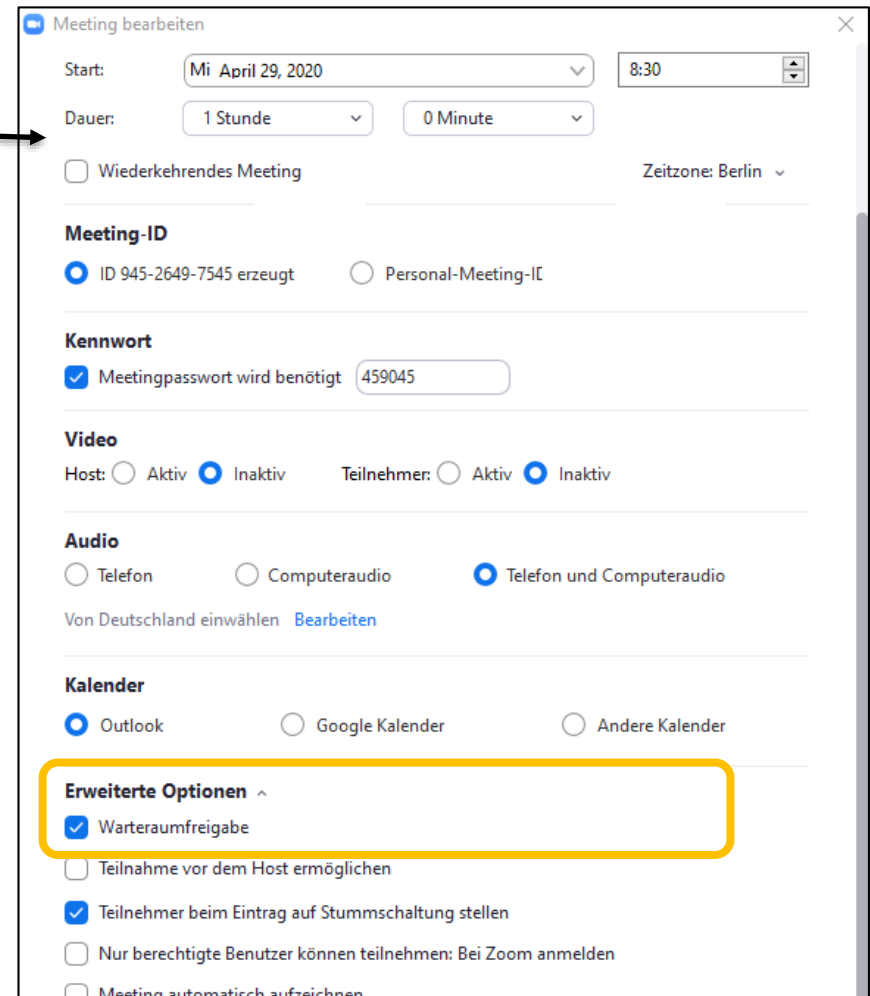 Meeting bearbeiten
Start: Mi April 29, 2020 8:30
Dauer: 1 Stunde 0 Minute
Wiederkehrendes Meeting Zeitzone: Berlin
Meeting-ID
ID 945-2649-7545 erzeugt Personal-Meeting-ID
Kennwort
Meetingpasswort wird benötigt 459045
Video
Host: Aktiv Inaktiv Teilnehmer: Aktiv Inaktiv
Audio
Telefon Computeraudio Telefon und Computeraudio
Von Deutschland einwählen Bearbeiten
Kalender
Outlook Google Kalender Andere Kalender
Erweiterte Optionen
Warteraumfreigabe
Teilnahme vor dem Host ermöglichen
Teilnehmer beim Eintrag auf Stummschaltung stellen
Nur berechtigte Benutzer können teilnehmen: Bei Zoom anmelden
Meeting automatisch aufzeichnen